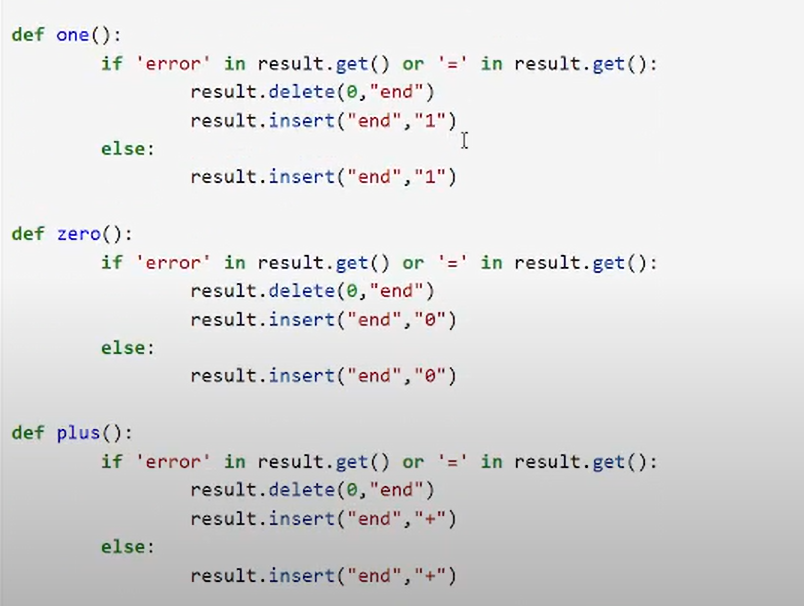 def one():
        if 'error' in result.get() or '=' in result.get():
                result.delete(0,"end")
                result.insert("end","1")
        else:
                result.insert("end","1")

def zero():
        if 'error' in result.get() or '=' in result.get():
                result.delete(0,"end")
                result.insert("end","0")
        else:
                result.insert("end","0")

def plus():
        if 'error' in result.get() or '=' in result.get():
                result.delete(0,"end")
                result.insert("end","+")
        else:
                result.insert("end","+")